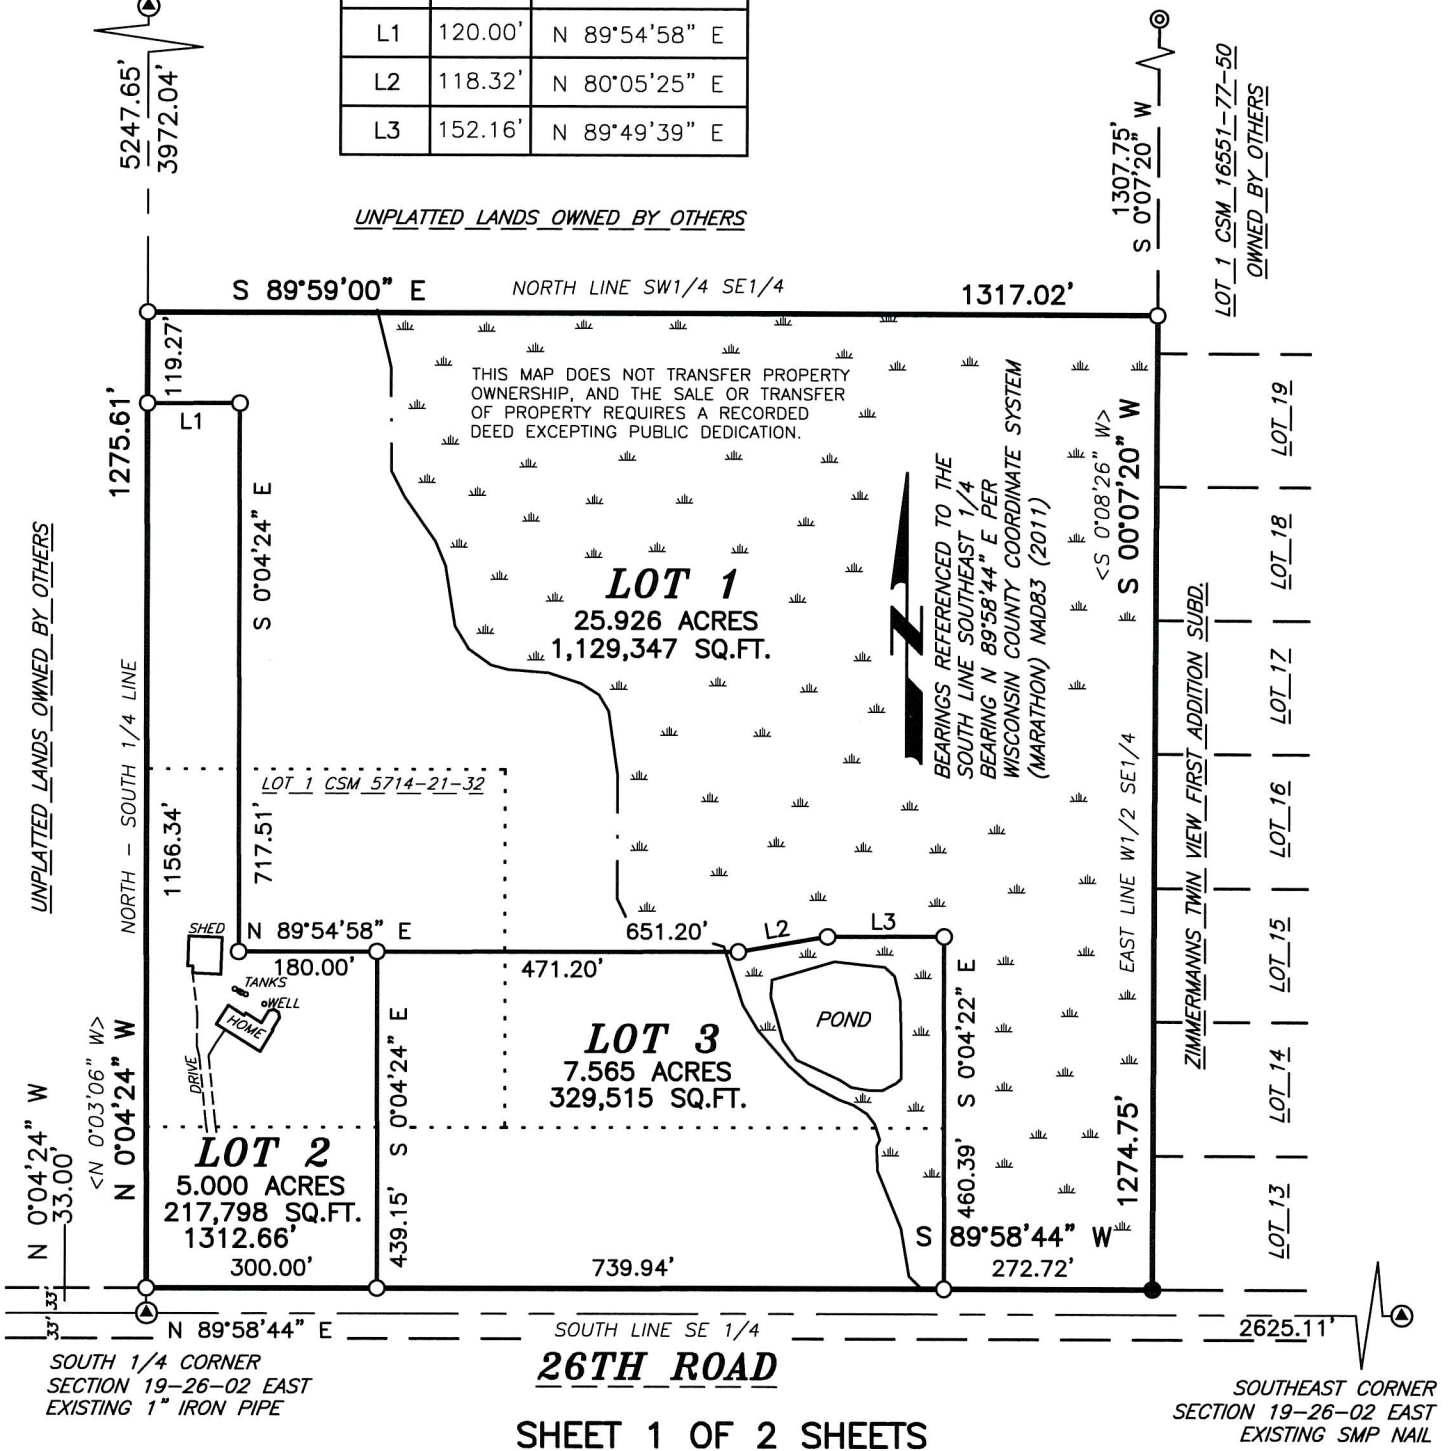 L1 120.00' N 89°54'58" E
L2 118.32' N 80°05'25" E
L3 152.16' N 89°49'39" E
5247.65'
3972.04'
1307.75'
S 0°07'20" W
LOT 1 CSM 16551-77-50
OWNED BY OTHERS
UNPLATTED LANDS OWNED BY OTHERS
S 89°59'00" E
NORTH LINE SW1/4 SE1/4
1317.02'
119.27'
1275.61'
L1
THIS MAP DOES NOT TRANSFER PROPERTY
OWNERSHIP, AND THE SALE OR TRANSFER
OF PROPERTY REQUIRES A RECORDED
DEED EXCEPTING PUBLIC DEDICATION.
S 0°04'24" E
LOT 1
25.926 ACRES
1,129,347 SQ.FT.
N
BEARINGS REFERENCED TO THE
SOUTH LINE SOUTHEAST 1/4
BEARING N 89°58'44" E PER
WISCONSIN COUNTY COORDINATE SYSTEM
(MARATHON) NAD83 (2011)
<S 0°08'26" W>
S 00°07'20" W
EAST LINE W1/2 SE1/4
1274.75'
ZIMMERMANNS TWIN VIEW FIRST ADDITION SUBD.
LOT 19
LOT 18
LOT 17
LOT 16
LOT 15
LOT 14
LOT 13
UNPLATTED LANDS OWNED BY OTHERS
NORTH - SOUTH 1/4 LINE
1156.34'
717.51'
LOT 1 CSM 5714-21-32
SHED
N 89°54'58" E
651.20'
L2
L3
180.00'
471.20'
TANKS
WELL
HOME
DRIVE
POND
LOT 3
7.565 ACRES
329,515 SQ.FT.
S 0°04'24" E
439.15'
S 0°04'22" E
460.39'
N 0°04'24" W
33.00'
<N 0°03'06" W>
N 0°04'24" W
LOT 2
5.000 ACRES
217,798 SQ.FT.
1312.66'
S 89°58'44" W
300.00'
739.94'
272.72'
33'
33'
N 89°58'44" E
SOUTH LINE SE 1/4
2625.11'
26TH ROAD
SOUTH 1/4 CORNER
SECTION 19-26-02 EAST
EXISTING 1" IRON PIPE
SOUTHEAST CORNER
SECTION 19-26-02 EAST
EXISTING SMP NAIL
SHEET 1 OF 2 SHEETS